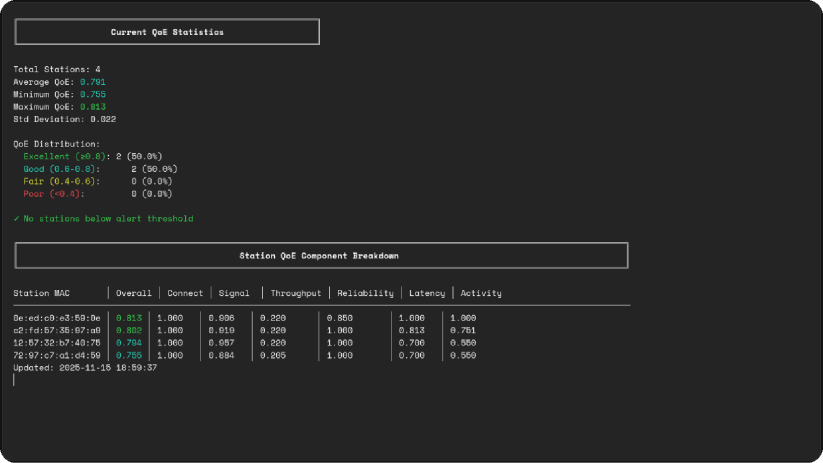 Current QoE Statistics
Total Stations: 4
Average QoE: 0.791
Minimum QoE: 0.755
Maximum QoE: 0.813
Std Deviation: 0.022
QoE Distribution:
Excellent (≥0.8): 2 (50.0%)
Good (0.6-0.8): 2 (50.0%)
Fair (0.4-0.6): 0 (0.0%)
Poor (<0.4): 0 (0.0%)
✓ No stations below alert threshold
Station QoE Component Breakdown
Station MAC | Overall | Connect | Signal | Throughput | Reliability | Latency | Activity
0e:ed:c0:e3:59:0e | 0.813 | 1.000 | 0.906 | 0.220 | 0.850 | 1.000 | 1.000
c2:fd:57:35:97:a9 | 0.802 | 1.000 | 0.919 | 0.220 | 1.000 | 0.813 | 0.751
12:57:32:b7:40:75 | 0.794 | 1.000 | 0.957 | 0.220 | 1.000 | 0.700 | 0.550
72:97:c7:a1:d4:59 | 0.755 | 1.000 | 0.884 | 0.205 | 1.000 | 0.700 | 0.550
Updated: 2025-11-15 18:59:37